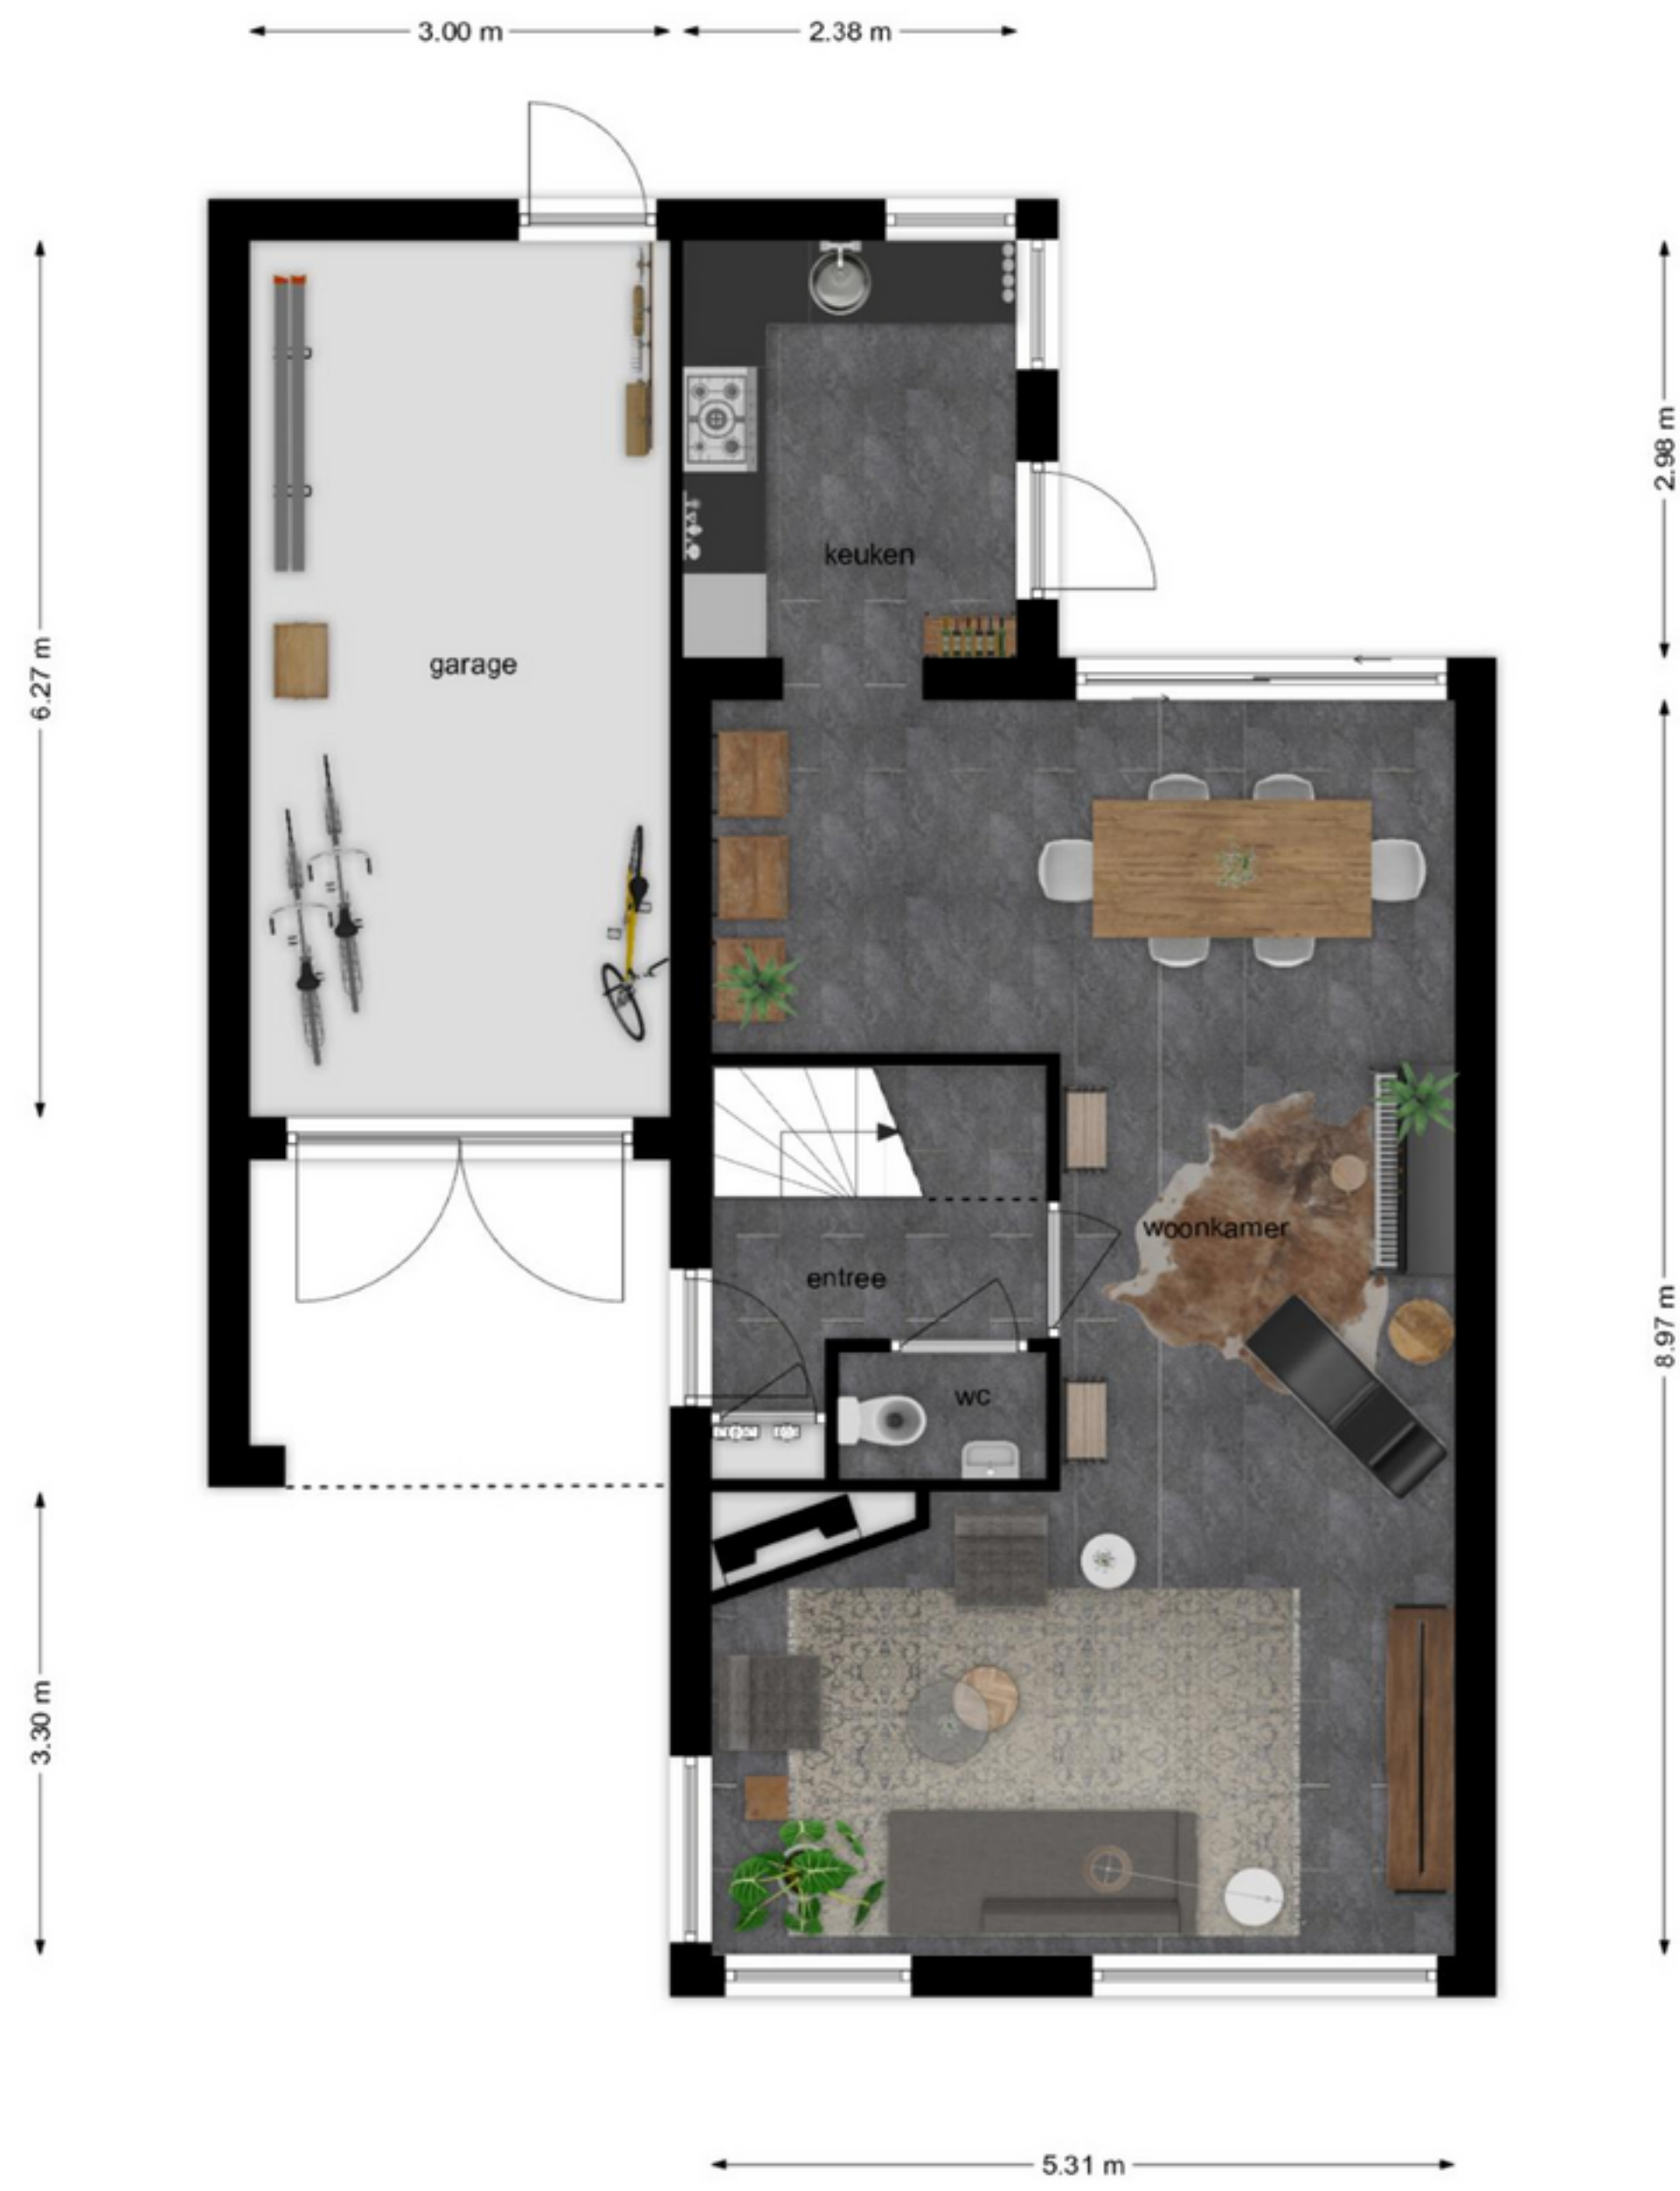 3.00 m
2.38 m
2.98 m
keuken
garage
6.27 m
woonkamer
entree
8.97 m
wc
3.30 m
5.31 m